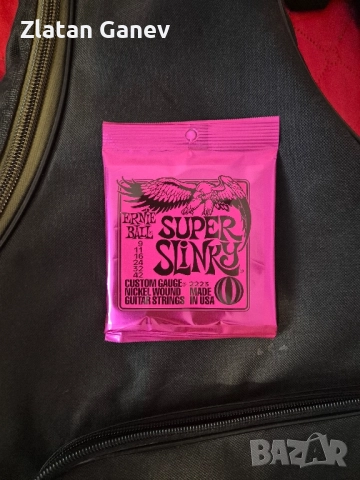 Zlatan Ganev
ERNIE BALL
SUPER SLINKY
9
11
16
24
32
42
CUSTOM GAUGE
NICKEL WOUND
GUITAR STRINGS
2223
MADE IN USA
BAZAR